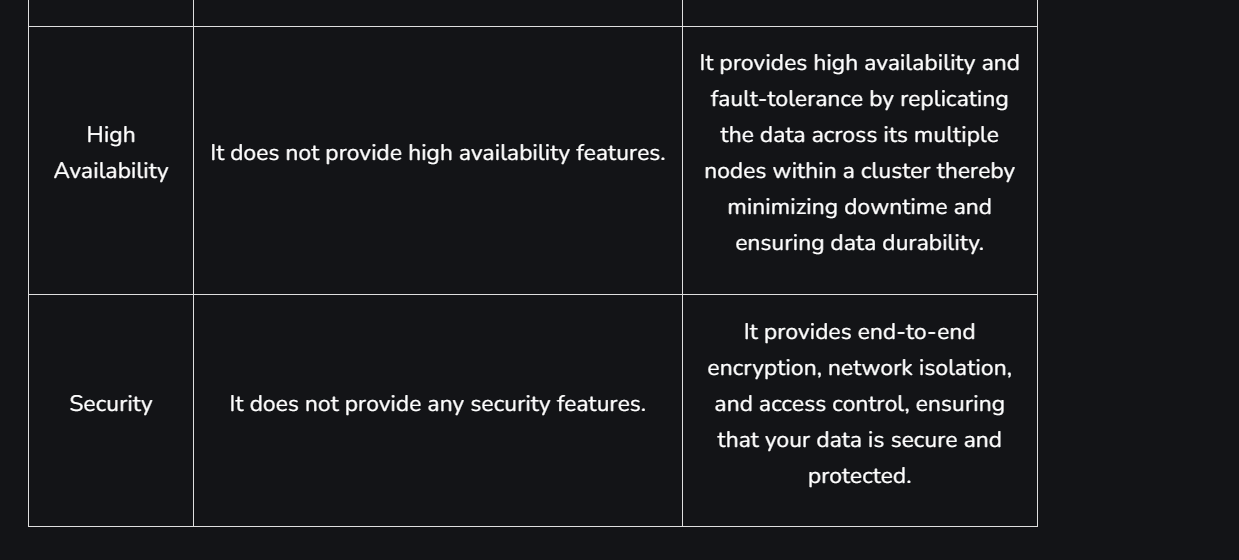 High
Availability
It does not provide high availability features.
It provides high availability and
fault-tolerance by replicating
the data across its multiple
nodes within a cluster thereby
minimizing downtime and
ensuring data durability.
Security
It does not provide any security features.
It provides end-to-end
encryption, network isolation,
and access control, ensuring
that your data is secure and
protected.